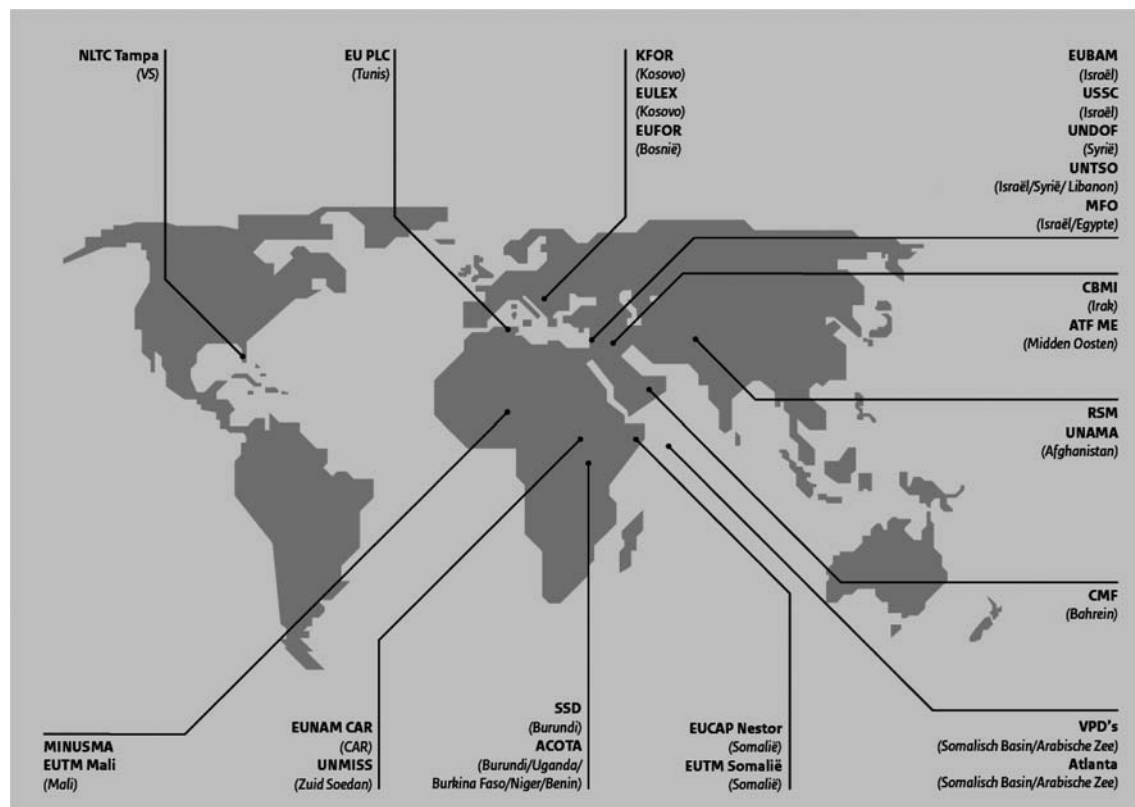 NLTC Tampa
(VS)
EU PLC
(Tunis)
KFOR
(Kosovo)
EULEX
(Kosovo)
EUFOR
(Bosnië)
EUBAM
(Israël)
USSC
(Israël)
UNDOF
(Syrië)
UNTSO
(Israël/Syrië/ Libanon)
MFO
(Israël/Egypte)
CBMI
(Irak)
ATF ME
(Midden Oosten)
RSM
UNAMA
(Afghanistan)
CMF
(Bahrein)
MINUSMA
EUTM Mali
(Mali)
EUNAM CAR
(CAR)
UNMISS
(Zuid Soedan)
SSD
(Burundi)
ACOTA
(Burundi/Uganda/
Burkina Faso/Niger/Benin)
EUCAP Nestor
(Somalië)
EUTM Somalië
(Somalië)
VPD's
(Somalisch Basin/Arabische Zee)
Atlanta
(Somalisch Basin/Arabische Zee)